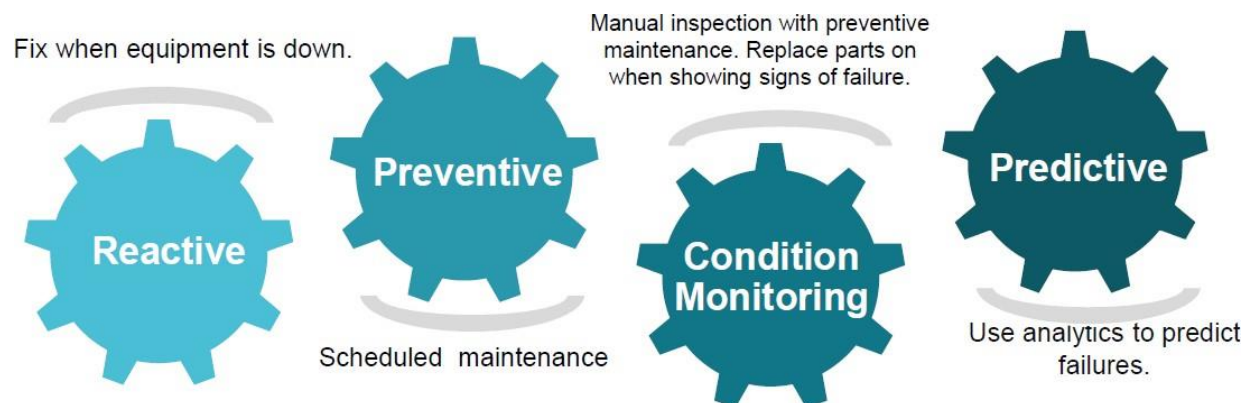 Fix when equipment is down.
Reactive
Preventive
Scheduled maintenance
Manual inspection with preventive
maintenance. Replace parts on
when showing signs of failure.
Condition
Monitoring
Predictive
Use analytics to predict
failures.